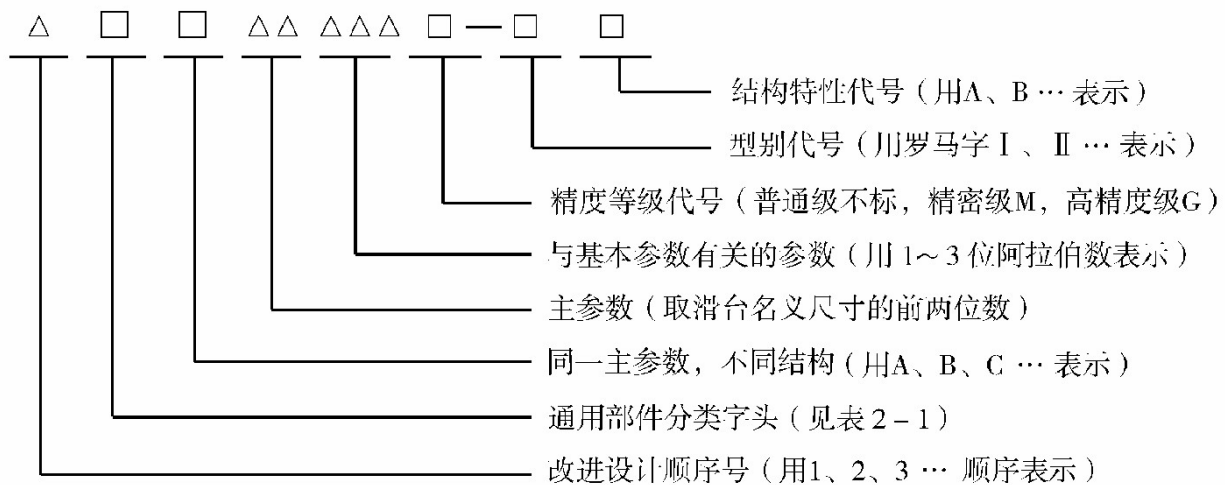 △ □ □ △△ △△△ □ — □ □
结构特性代号（用A、B … 表示）
型别代号（用罗马字Ⅰ、Ⅱ … 表示）
精度等级代号（普通级不标，精密级M，高精度级G）
与基本参数有关的参数（用 1～3 位阿拉伯数表示）
主参数（取滑台名义尺寸的前两位数）
同一主参数，不同结构（用A、B、C … 表示）
通用部件分类字头（见表 2－1）
改进设计顺序号（用1、2、3 … 顺序表示）